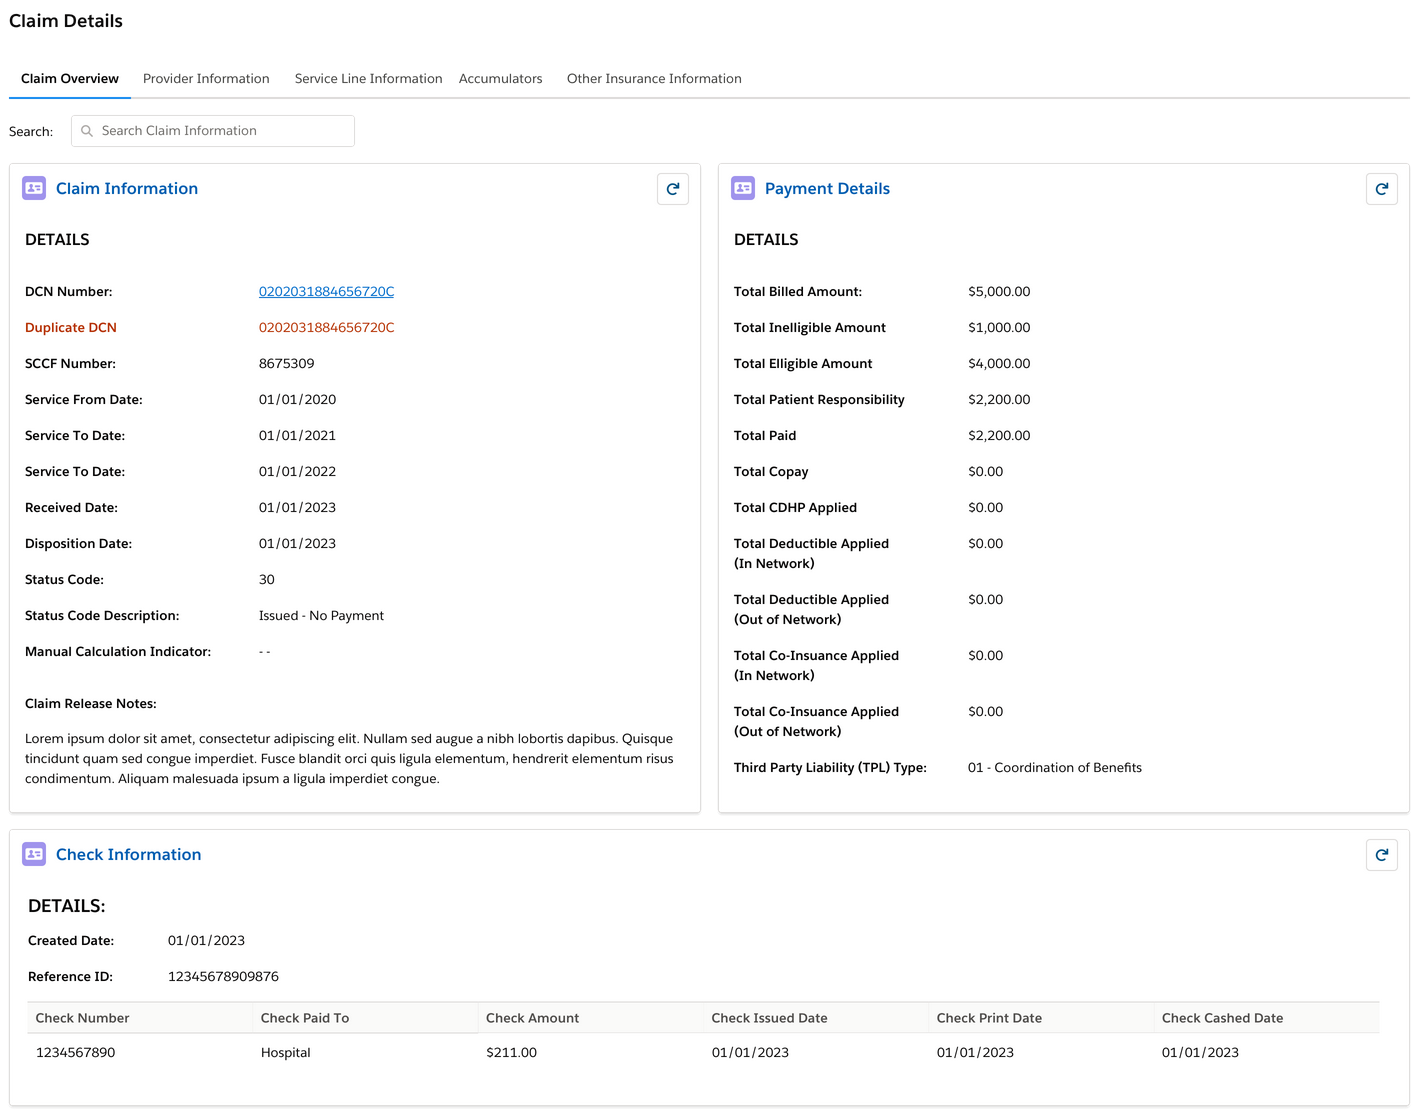 Claim Details
Claim Overview Provider Information Service Line Information Accumulators Other Insurance Information
Search: Search Claim Information
Claim Information
DETAILS
DCN Number: 0202031884656720C
Duplicate DCN 0202031884656720C
SCCF Number: 8675309
Service From Date: 01/01/2020
Service To Date: 01/01/2021
Service To Date: 01/01/2022
Received Date: 01/01/2023
Disposition Date: 01/01/2023
Status Code: 30
Status Code Description: Issued - No Payment
Manual Calculation Indicator: - -
Claim Release Notes:
Lorem ipsum dolor sit amet, consectetur adipiscing elit. Nullam sed augue a nibh lobortis dapibus. Quisque
tincidunt quam sed congue imperdiet. Fusce blandit orci quis ligula elementum, hendrerit elementum risus
condimentum. Aliquam malesuada ipsum a ligula imperdiet congue.
Payment Details
DETAILS
Total Billed Amount: $5,000.00
Total Inelligible Amount $1,000.00
Total Elligible Amount $4,000.00
Total Patient Responsibility $2,200.00
Total Paid $2,200.00
Total Copay $0.00
Total CDHP Applied $0.00
Total Deductible Applied $0.00
(In Network)
Total Deductible Applied $0.00
(Out of Network)
Total Co-Insuance Applied $0.00
(In Network)
Total Co-Insuance Applied $0.00
(Out of Network)
Third Party Liability (TPL) Type: 01 - Coordination of Benefits
Check Information
DETAILS:
Created Date: 01/01/2023
Reference ID: 12345678909876
Check Number Check Paid To Check Amount Check Issued Date Check Print Date Check Cashed Date
1234567890 Hospital $211.00 01/01/2023 01/01/2023 01/01/2023